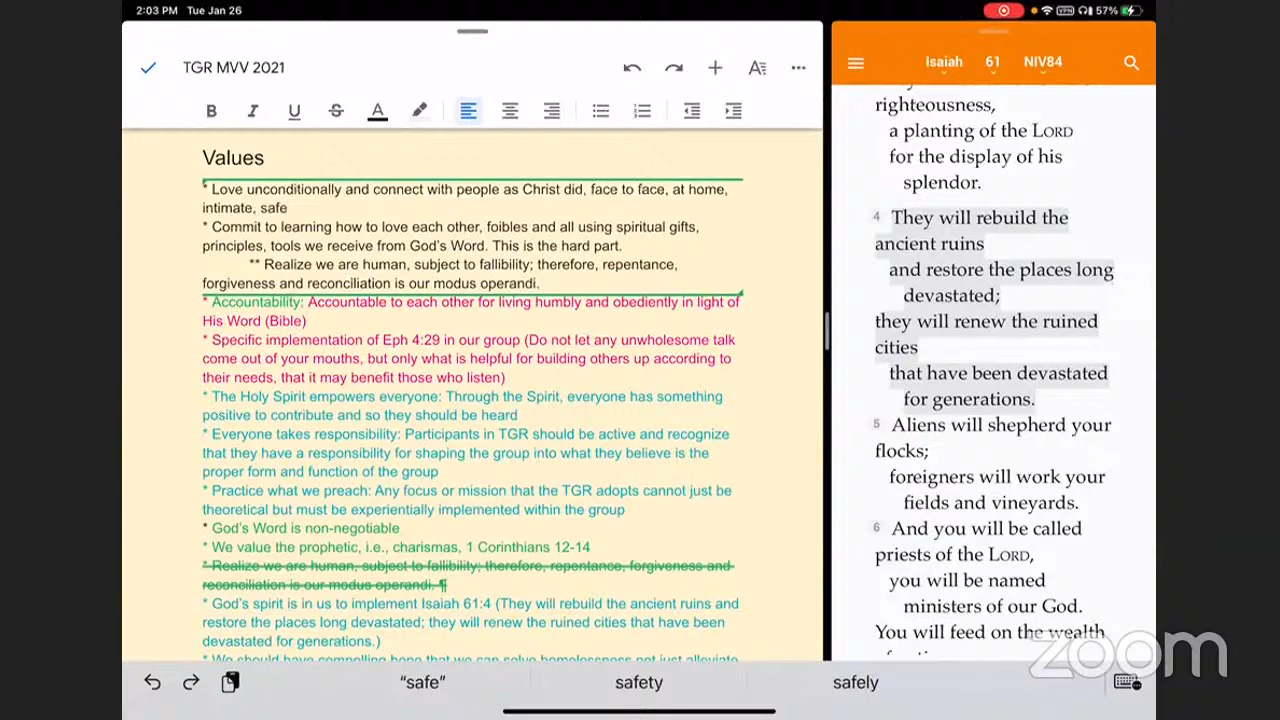 2:03 PM Tue Jan 26
VPN 57%
TGR MVV 2021
B I U S A A
Values
* Love unconditionally and connect with people as Christ did, face to face, at home,
intimate, safe
* Commit to learning how to love each other, foibles and all using spiritual gifts,
principles, tools we receive from God's Word. This is the hard part.
** Realize we are human, subject to fallibility; therefore, repentance,
forgiveness and reconciliation is our modus operandi.
* Accountability: Accountable to each other for living humbly and obediently in light of
His Word (Bible)
* Specific implementation of Eph 4:29 in our group (Do not let any unwholesome talk
come out of your mouths, but only what is helpful for building others up according to
their needs, that it may benefit those who listen)
* The Holy Spirit empowers everyone: Through the Spirit, everyone has something
positive to contribute and so they should be heard
* Everyone takes responsibility: Participants in TGR should be active and recognize
that they have a responsibility for shaping the group into what they believe is the
proper form and function of the group
* Practice what we preach: Any focus or mission that the TGR adopts cannot just be
theoretical but must be experientially implemented within the group
* God's Word is non-negotiable
* We value the prophetic, i.e., charismas, 1 Corinthians 12-14
* Realize we are human, subject to fallibility; therefore, repentance, forgiveness and
reconciliation is our modus operandi. ¶
* God's spirit is in us to implement Isaiah 61:4 (They will rebuild the ancient ruins and
restore the places long devastated; they will renew the ruined cities that have been
devastated for generations.)
* We should have compelling hope that we can solve homelessness not just alleviate
"safe" safety safely
Isaiah 61 NIV84
righteousness,
a planting of the LORD
for the display of his
splendor.
4 They will rebuild the
ancient ruins
and restore the places long
devastated;
they will renew the ruined
cities
that have been devastated
for generations.
5 Aliens will shepherd your
flocks;
foreigners will work your
fields and vineyards.
6 And you will be called
priests of the LORD,
you will be named
ministers of our God.
You will feed on the wealth
zoom